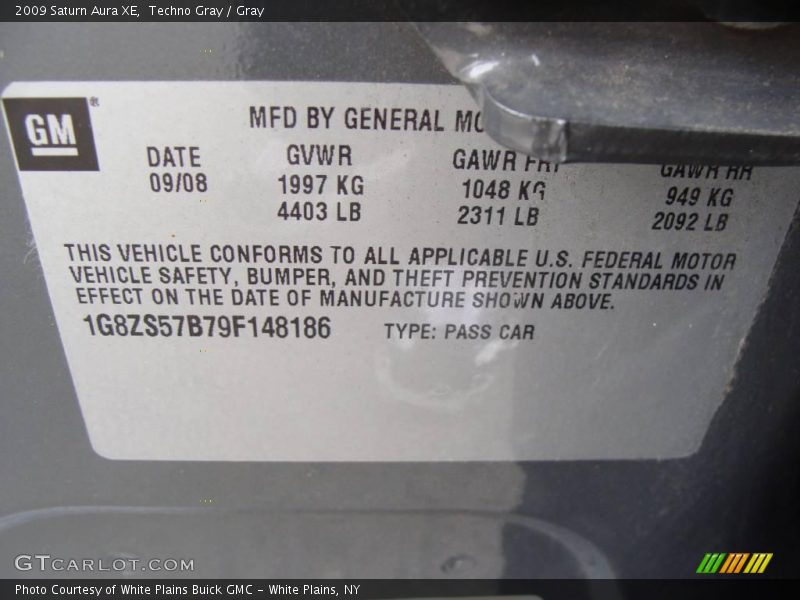 2009 Saturn Aura XE, Techno Gray / Gray
GM®
MFD BY GENERAL
DATE GVWR GAWR FRT GAWR RR
09/08 1997 KG 1048 KG 949 KG
4403 LB 2311 LB 2092 LB
THIS VEHICLE CONFORMS TO ALL APPLICABLE U.S. FEDERAL MOTOR
VEHICLE SAFETY, BUMPER, AND THEFT PREVENTION STANDARDS IN
EFFECT ON THE DATE OF MANUFACTURE SHOWN ABOVE.
1G8ZS57B79F148186 TYPE: PASS CAR
GTCARLOT.COM
Photo Courtesy of White Plains Buick GMC - White Plains, NY